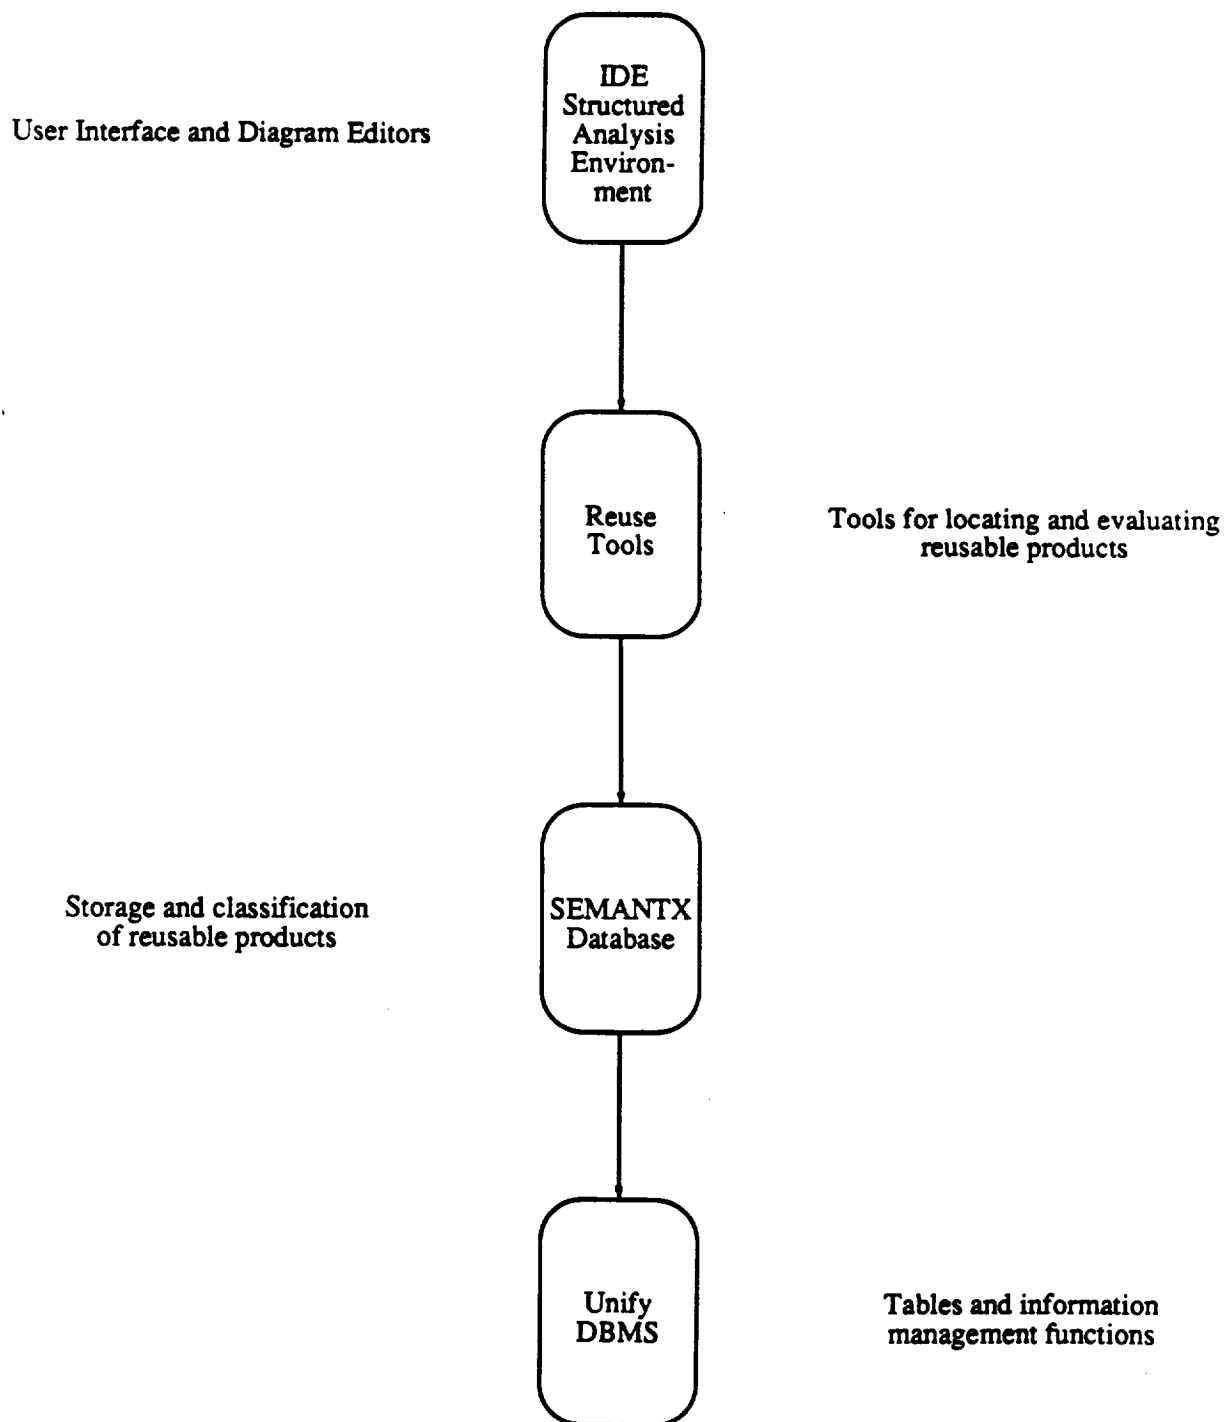 IDE
Structured
Analysis
Environ-
ment
User Interface and Diagram Editors
Reuse
Tools
Tools for locating and evaluating
reusable products
SEMANTX
Database
Storage and classification
of reusable products
Unify
DBMS
Tables and information
management functions